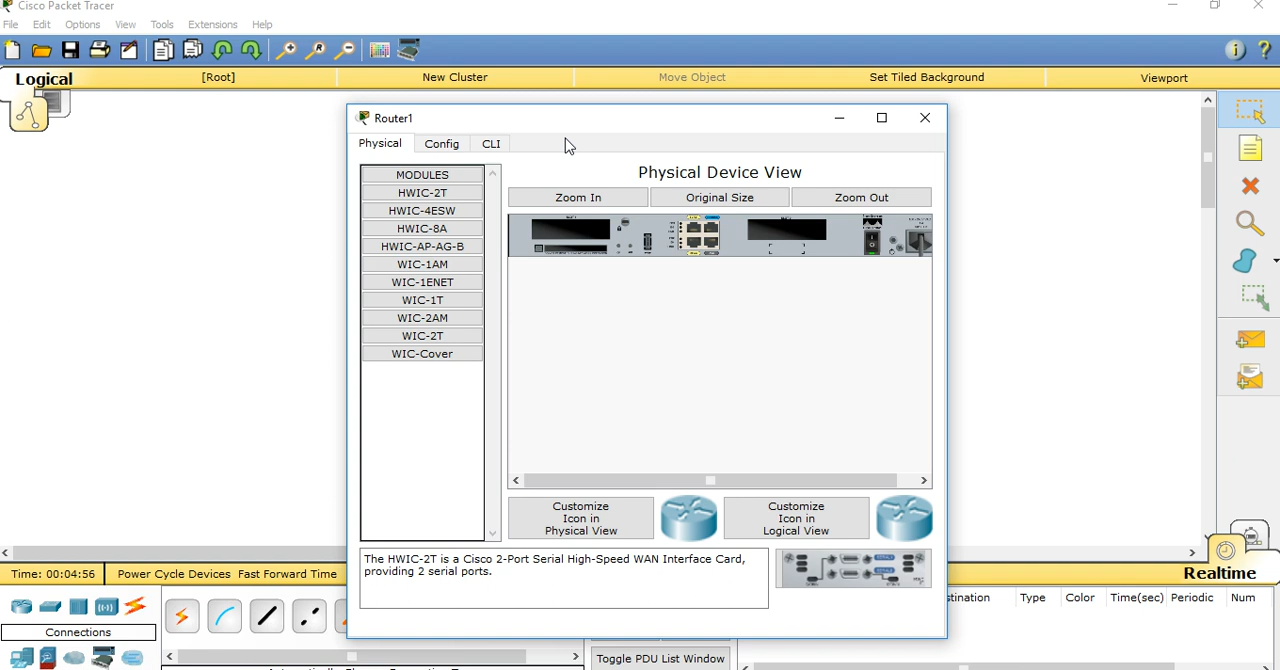 Cisco Packet Tracer
File Edit Options View Tools Extensions Help
Logical [Root] New Cluster Move Object Set Tiled Background Viewport
Router1
Physical Config CLI
MODULES
HWIC-2T
HWIC-4ESW
HWIC-8A
HWIC-AP-AG-B
WIC-1AM
WIC-1ENET
WIC-1T
WIC-2AM
WIC-2T
WIC-Cover
Physical Device View
Zoom In Original Size Zoom Out
Customize
Icon in
Physical View
Customize
Icon in
Logical View
The HWIC-2T is a Cisco 2-Port Serial High-Speed WAN Interface Card,
providing 2 serial ports.
Time: 00:04:56 Power Cycle Devices Fast Forward Time
Realtime
Connections
stination Type Color Time(sec) Periodic Num
Toggle PDU List Window